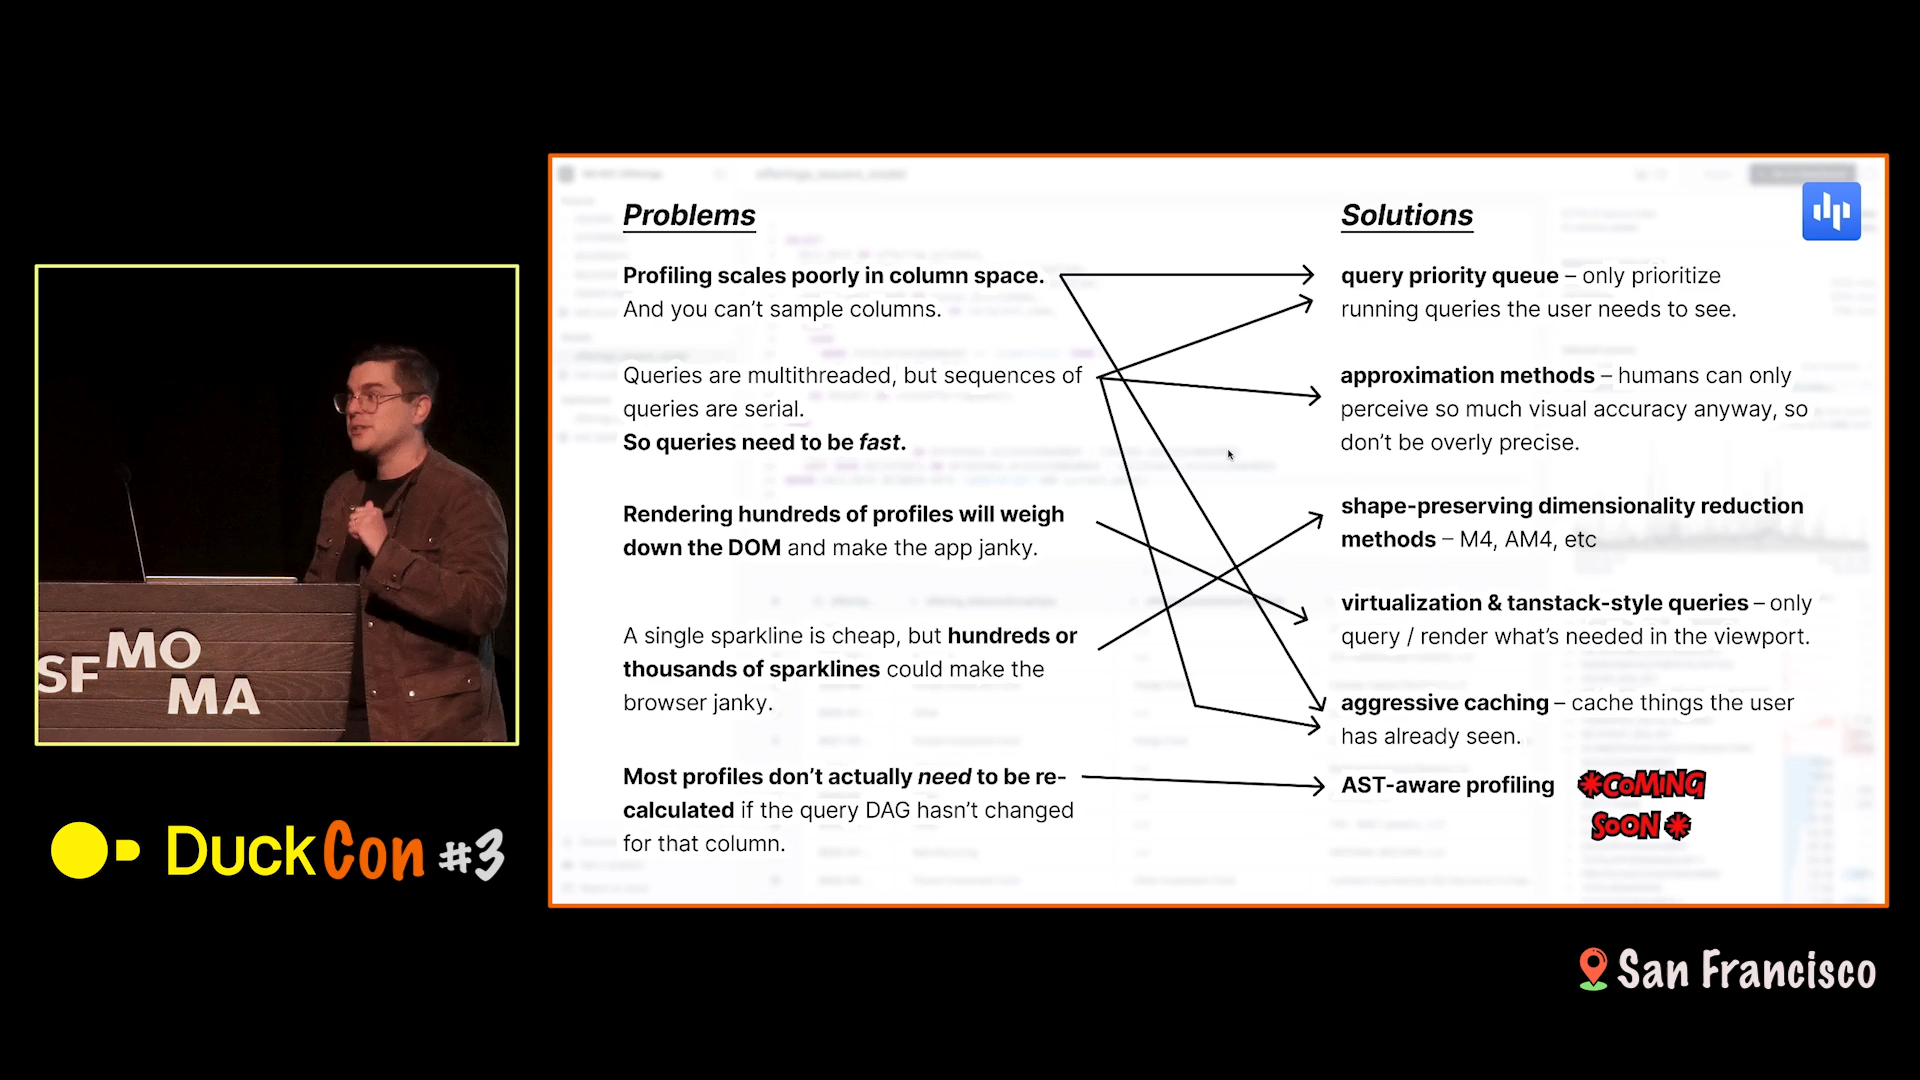 Problems
Profiling scales poorly in column space.
And you can't sample columns.
Queries are multithreaded, but sequences of
queries are serial.
So queries need to be fast.
Rendering hundreds of profiles will weigh
down the DOM and make the app janky.
A single sparkline is cheap, but hundreds or
thousands of sparklines could make the
browser janky.
Most profiles don't actually need to be re-
calculated if the query DAG hasn't changed
for that column.
Solutions
query priority queue – only prioritize
running queries the user needs to see.
approximation methods – humans can only
perceive so much visual accuracy anyway, so
don't be overly precise.
shape-preserving dimensionality reduction
methods – M4, AM4, etc
virtualization & tanstack-style queries – only
query / render what's needed in the viewport.
aggressive caching – cache things the user
has already seen.
AST-aware profiling
*COMING
SOON *
SF MO
MA
DuckCon #3
San Francisco